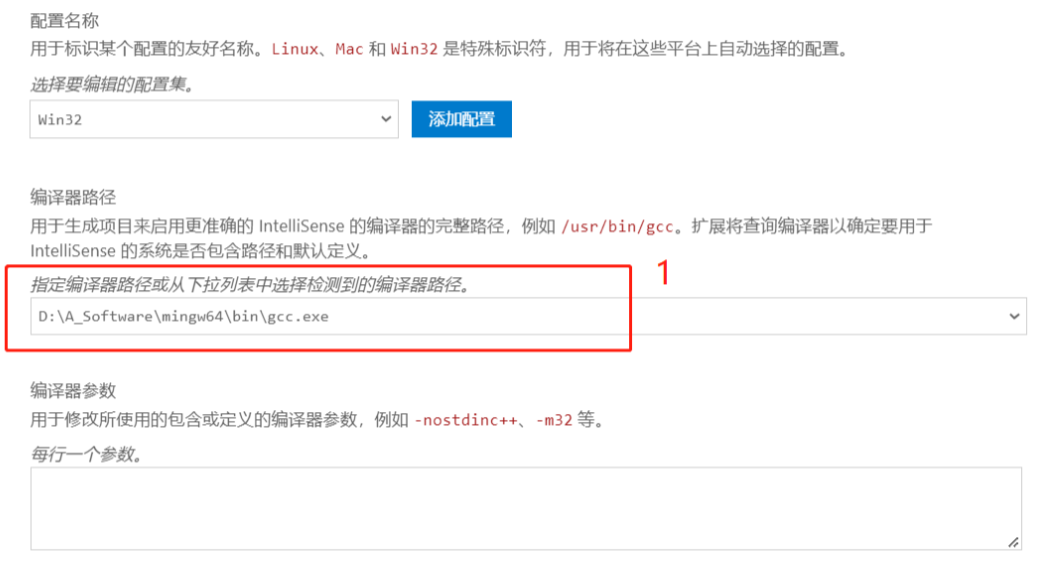 配置名称
用于标识某个配置的友好名称。Linux、Mac 和 Win32 是特殊标识符，用于将在这些平台上自动选择的配置。
选择要编辑的配置集。
Win32
添加配置
编译器路径
用于生成项目来启用更准确的 IntelliSense 的编译器的完整路径，例如 /usr/bin/gcc。扩展将查询编译器以确定要用于
IntelliSense 的系统是否包含路径和默认定义。
1
指定编译器路径或从下拉列表中选择检测到的编译器路径。
D:\A_Software\mingw64\bin\gcc.exe
编译器参数
用于修改所使用的包含或定义的编译器参数，例如 -nostdinc++、-m32 等。
每行一个参数。